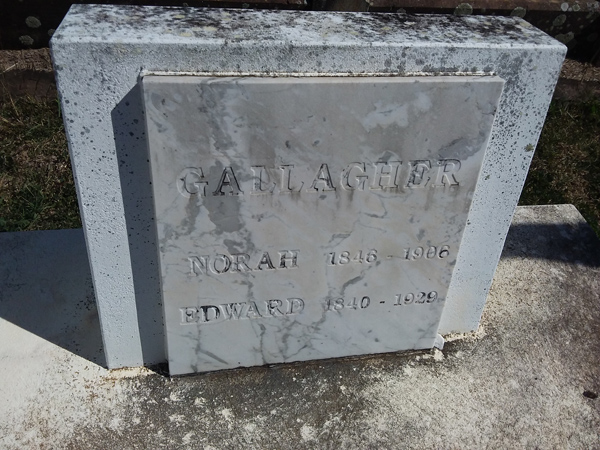 GALLAGHER
NORAH 1846 - 1906
EDWARD 1840 - 1929